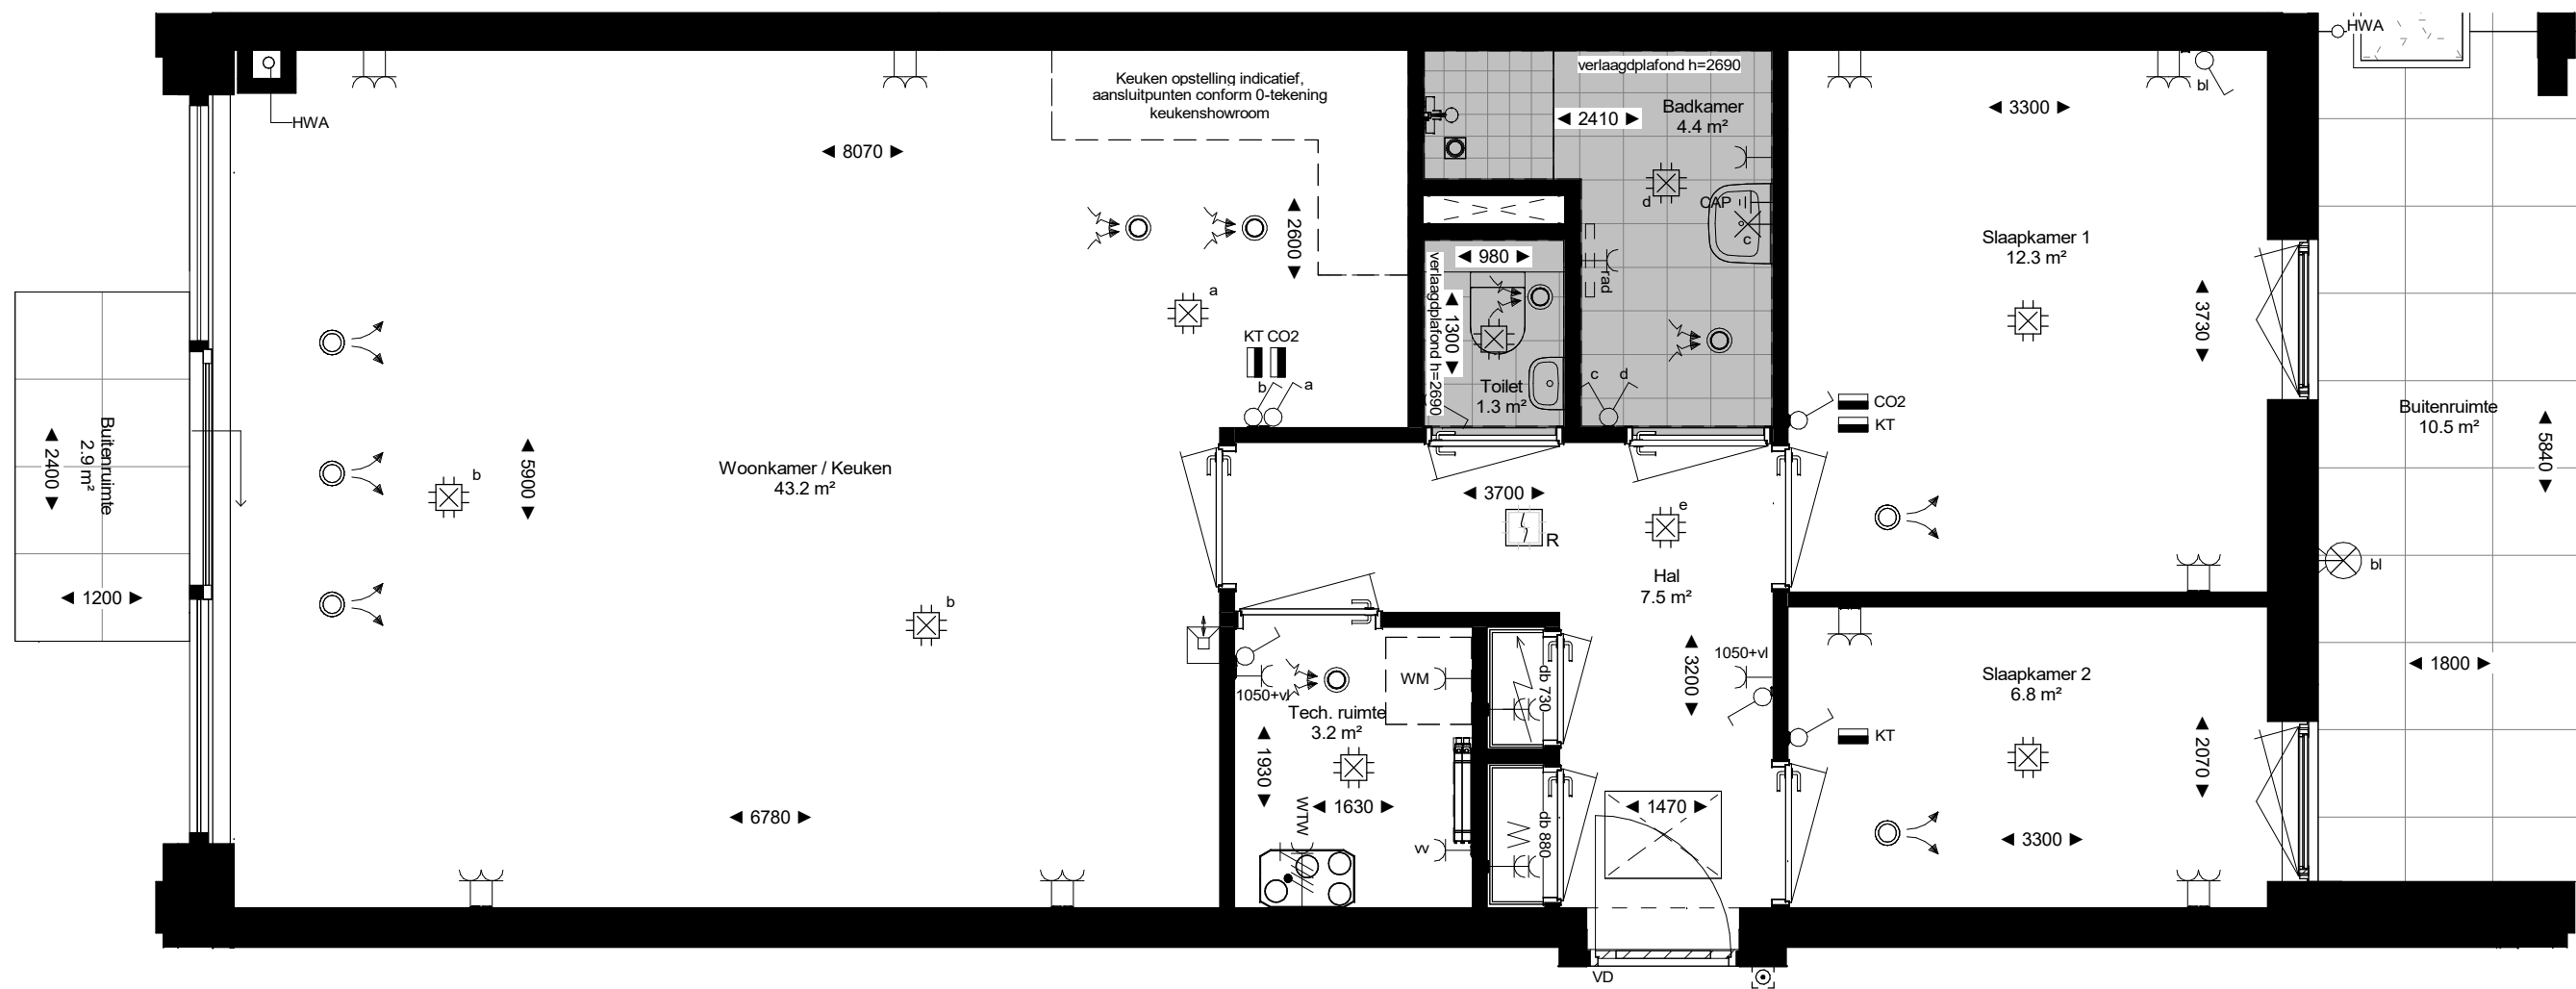 HWA
Keuken opstelling indicatief,
aansluitpunten conform 0-tekening
keukenshowroom
8070
2600
a
KT CO2
b
a
5900
Woonkamer / Keuken
43.2 m²
b
b
6780
Buitenruimte
2.9 m²
2400
1200
verlaagdplafond h=2690
Badkamer
4.4 m²
2410
d
CAP
c
rad
c
d
980
verlaagdplafond h=2690
1300
Toilet
1.3 m²
3700
R
e
Hal
7.5 m²
3200
1050+vl
1470
VD
1050+vl
WM
Tech. ruimte
3.2 m²
1930
1630
WTW
vv
db 730
db 880
3300
bl
Slaapkamer 1
12.3 m²
3730
CO2
KT
Slaapkamer 2
6.8 m²
KT
2070
3300
HWA
Buitenruimte
10.5 m²
5840
bl
1800